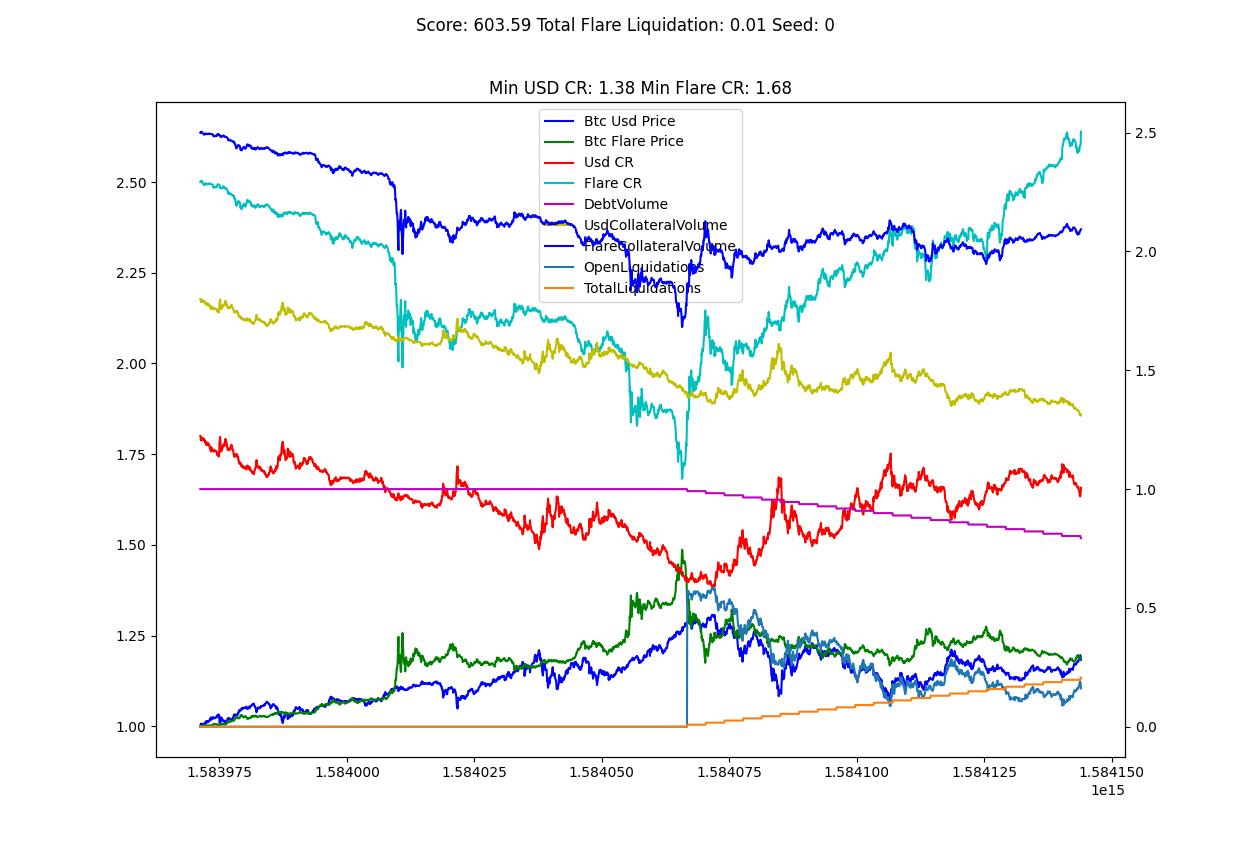 Score: 603.59 Total Flare Liquidation: 0.01 Seed: 0
Min USD CR: 1.38 Min Flare CR: 1.68
Btc Usd Price
Btc Flare Price
Usd CR
Flare CR
DebtVolume
UsdCollateralVolume
FlareCollateralVolume
OpenLiquidations
TotalLiquidations
2.50
2.25
2.00
1.75
1.50
1.25
1.00
2.5
2.0
1.5
1.0
0.5
0.0
1.583975 1.584000 1.584025 1.584050 1.584075 1.584100 1.584125 1.584150
1e15